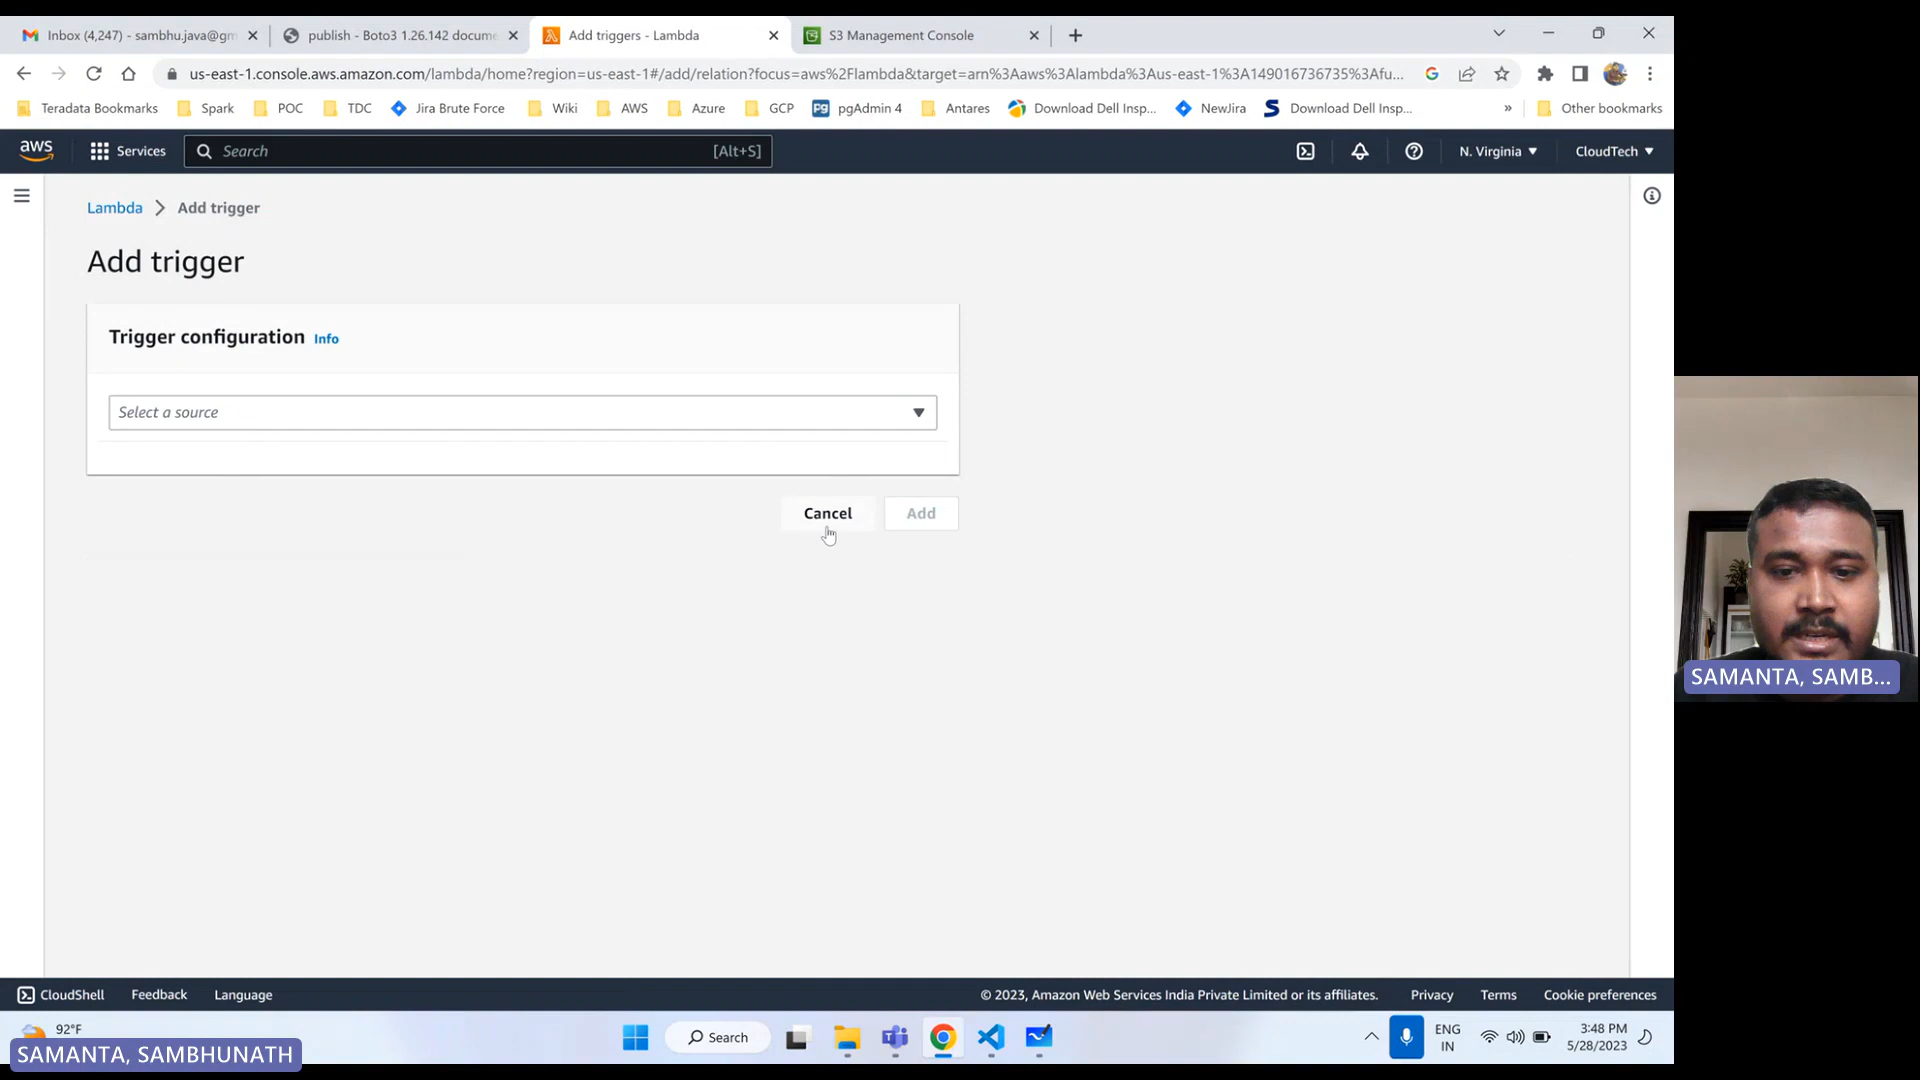 Inbox (4,247) - sambhu.java@gm
publish - Boto3 1.26.142 docume
Add triggers - Lambda
S3 Management Console
us-east-1.console.aws.amazon.com/lambda/home?region=us-east-1#/add/relation?focus=aws%2Flambda&target=arn%3Aaws%3Alambda%3Aus-east-1%3A149016736735%3Afu...
Teradata Bookmarks
Spark
POC
TDC
Jira Brute Force
Wiki
AWS
Azure
GCP
pgAdmin 4
Antares
Download Dell Insp...
NewJira
Download Dell Insp...
»
Other bookmarks
aws
Services
Search
[Alt+S]
N. Virginia
CloudTech
Lambda
Add trigger
Add trigger
Trigger configuration Info
Select a source
Cancel
Add
SAMANTA, SAMB...
CloudShell
Feedback
Language
© 2023, Amazon Web Services India Private Limited or its affiliates.
Privacy
Terms
Cookie preferences
92°F
Search
ENG
IN
3:48 PM
5/28/2023
SAMANTA, SAMBHUNATH